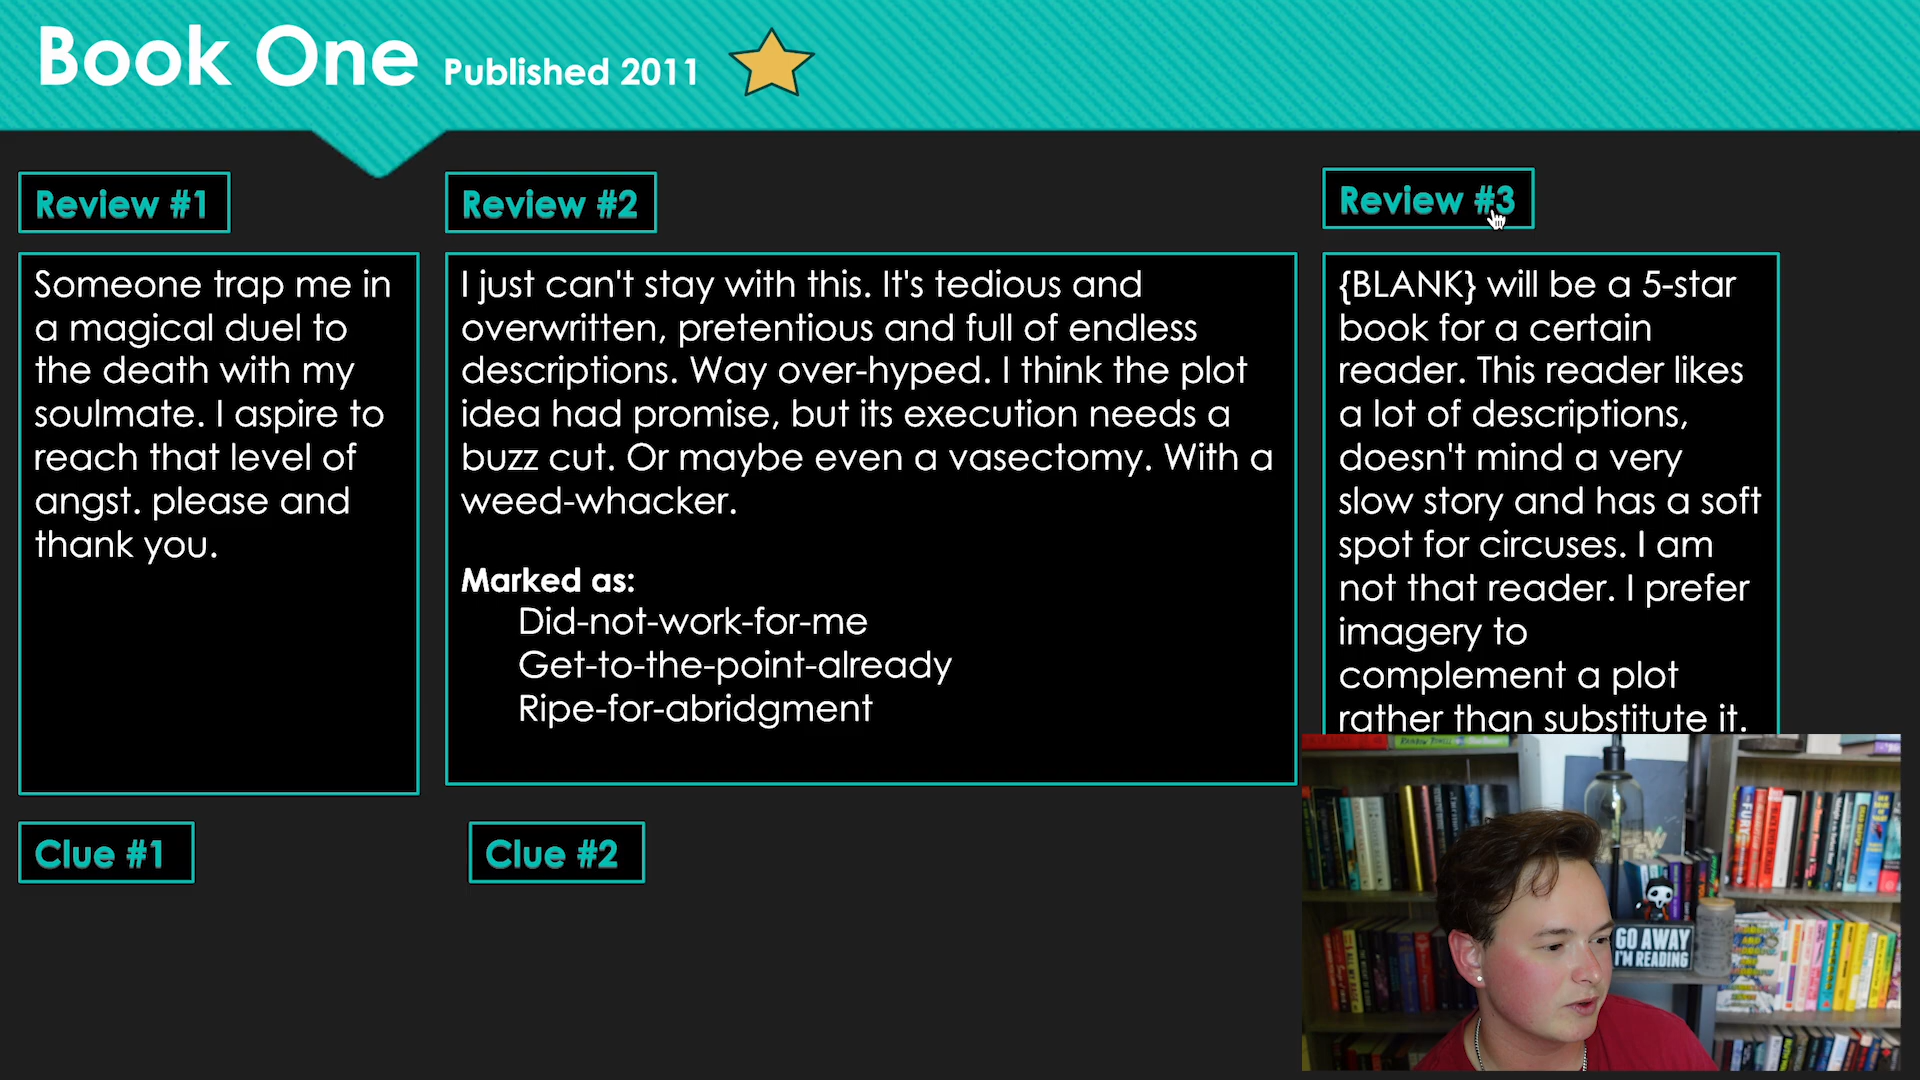 Book One Published 2011
Review #1
Someone trap me in
a magical duel to
the death with my
soulmate. I aspire to
reach that level of
angst. please and
thank you.
Review #2
I just can't stay with this. It's tedious and
overwritten, pretentious and full of endless
descriptions. Way over-hyped. I think the plot
idea had promise, but its execution needs a
buzz cut. Or maybe even a vasectomy. With a
weed-whacker.
Marked as:
Did-not-work-for-me
Get-to-the-point-already
Ripe-for-abridgment
Review #3
{BLANK} will be a 5-star
book for a certain
reader. This reader likes
a lot of descriptions,
doesn't mind a very
slow story and has a soft
spot for circuses. I am
not that reader. I prefer
imagery to
complement a plot
rather than substitute it.
Clue #1
Clue #2
FURY
GO AWAY
I'M READING